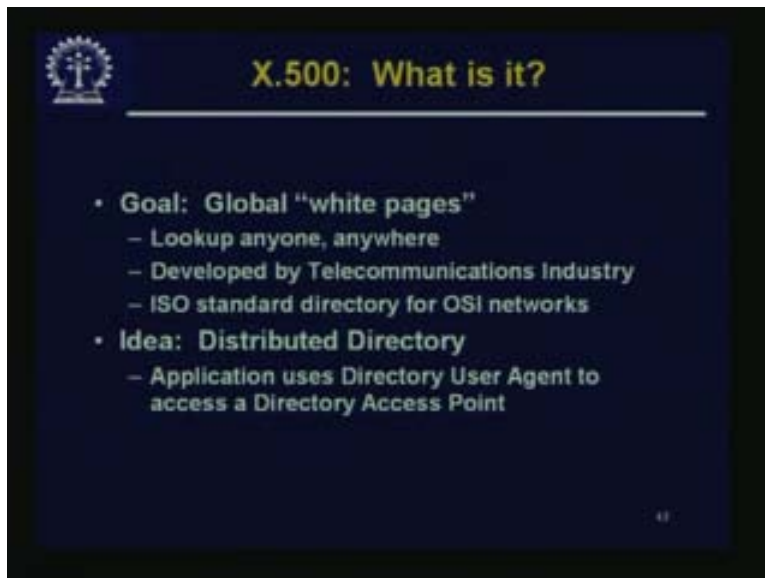 X.500: What is it?
• Goal: Global “white pages”
– Lookup anyone, anywhere
– Developed by Telecommunications Industry
– ISO standard directory for OSI networks
• Idea: Distributed Directory
– Application uses Directory User Agent to
access a Directory Access Point